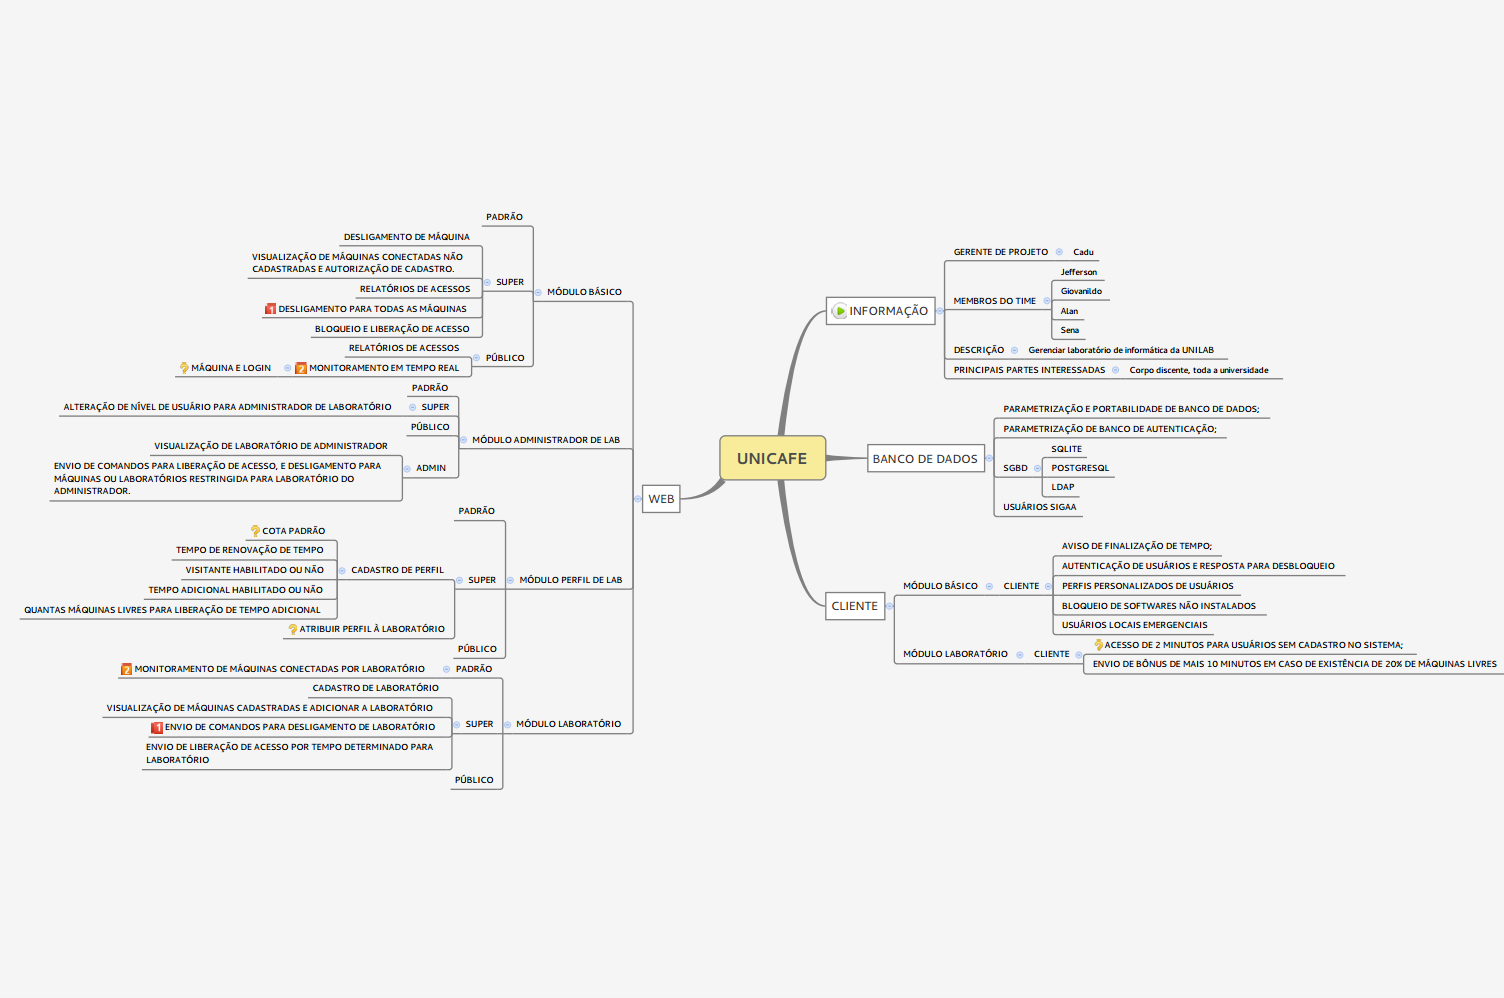 UNICAFE
INFORMAÇÃO
GERENTE DE PROJETO
Cadu
MEMBROS DO TIME
Jefferson
Giovanildo
Alan
Sena
DESCRIÇÃO
Gerenciar laboratório de informática da UNILAB
PRINCIPAIS PARTES INTERESSADAS
Corpo discente, toda a universidade
BANCO DE DADOS
PARAMETRIZAÇÃO E PORTABILIDADE DE BANCO DE DADOS;
PARAMETRIZAÇÃO DE BANCO DE AUTENTICAÇÃO;
SGBD
SQLITE
POSTGRESQL
LDAP
USUÁRIOS SIGAA
CLIENTE
MÓDULO BÁSICO
CLIENTE
AVISO DE FINALIZAÇÃO DE TEMPO;
AUTENTICAÇÃO DE USUÁRIOS E RESPOSTA PARA DESBLOQUEIO
PERFIS PERSONALIZADOS DE USUÁRIOS
BLOQUEIO DE SOFTWARES NÃO INSTALADOS
USUÁRIOS LOCAIS EMERGENCIAIS
MÓDULO LABORATÓRIO
CLIENTE
ACESSO DE 2 MINUTOS PARA USUÁRIOS SEM CADASTRO NO SISTEMA;
ENVIO DE BÔNUS DE MAIS 10 MINUTOS EM CASO DE EXISTÊNCIA DE 20% DE MÁQUINAS LIVRES
WEB
MÓDULO BÁSICO
PADRÃO
SUPER
DESLIGAMENTO DE MÁQUINA
VISUALIZAÇÃO DE MÁQUINAS CONECTADAS NÃO
CADASTRADAS E AUTORIZAÇÃO DE CADASTRO.
RELATÓRIOS DE ACESSOS
1 DESLIGAMENTO PARA TODAS AS MÁQUINAS
BLOQUEIO E LIBERAÇÃO DE ACESSO
PÚBLICO
RELATÓRIOS DE ACESSOS
2 MONITORAMENTO EM TEMPO REAL
MÁQUINA E LOGIN
MÓDULO ADMINISTRADOR DE LAB
PADRÃO
SUPER
ALTERAÇÃO DE NÍVEL DE USUÁRIO PARA ADMINISTRADOR DE LABORATÓRIO
PÚBLICO
ADMIN
VISUALIZAÇÃO DE LABORATÓRIO DE ADMINISTRADOR
ENVIO DE COMANDOS PARA LIBERAÇÃO DE ACESSO, E DESLIGAMENTO PARA
MÁQUINAS OU LABORATÓRIOS RESTRINGIDA PARA LABORATÓRIO DO
ADMINISTRADOR.
MÓDULO PERFIL DE LAB
PADRÃO
SUPER
CADASTRO DE PERFIL
COTA PADRÃO
TEMPO DE RENOVAÇÃO DE TEMPO
VISITANTE HABILITADO OU NÃO
TEMPO ADICIONAL HABILITADO OU NÃO
QUANTAS MÁQUINAS LIVRES PARA LIBERAÇÃO DE TEMPO ADICIONAL
ATRIBUIR PERFIL À LABORATÓRIO
PÚBLICO
MÓDULO LABORATÓRIO
PADRÃO
2 MONITORAMENTO DE MÁQUINAS CONECTADAS POR LABORATÓRIO
SUPER
CADASTRO DE LABORATÓRIO
VISUALIZAÇÃO DE MÁQUINAS CADASTRADAS E ADICIONAR A LABORATÓRIO
1 ENVIO DE COMANDOS PARA DESLIGAMENTO DE LABORATÓRIO
ENVIO DE LIBERAÇÃO DE ACESSO POR TEMPO DETERMINADO PARA
LABORATÓRIO
PÚBLICO